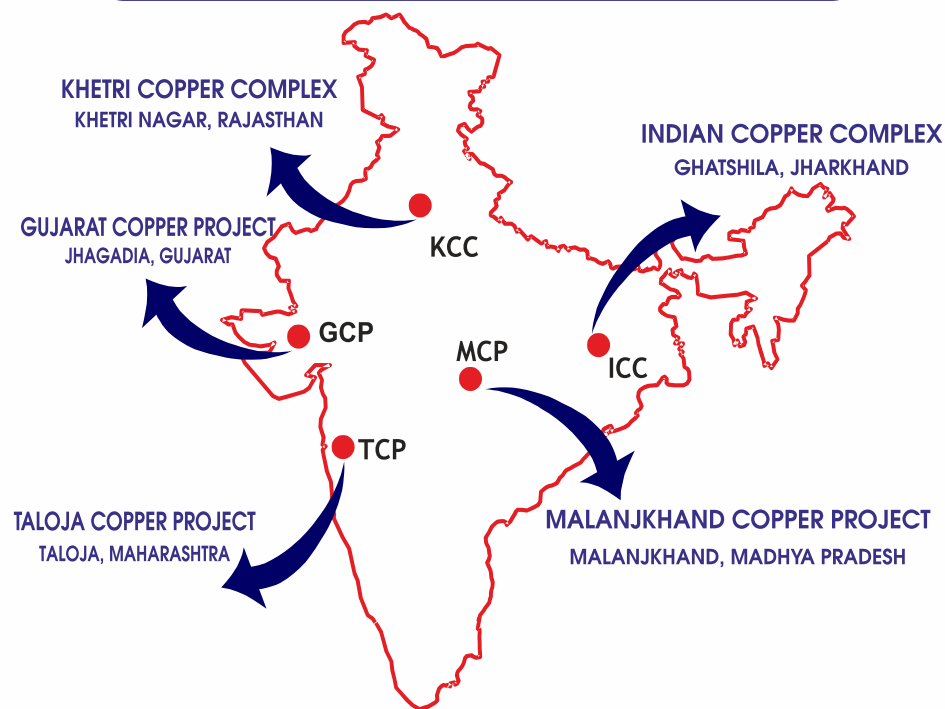 KHETRI COPPER COMPLEX
KHETRI NAGAR, RAJASTHAN
INDIAN COPPER COMPLEX
GHATSHILA, JHARKHAND
KCC
GUJARAT COPPER PROJECT
JHAGADIA, GUJARAT
GCP
MCP
ICC
TCP
TALOJA COPPER PROJECT
TALOJA, MAHARASHTRA
MALANJKHAND COPPER PROJECT
MALANJKHAND, MADHYA PRADESH